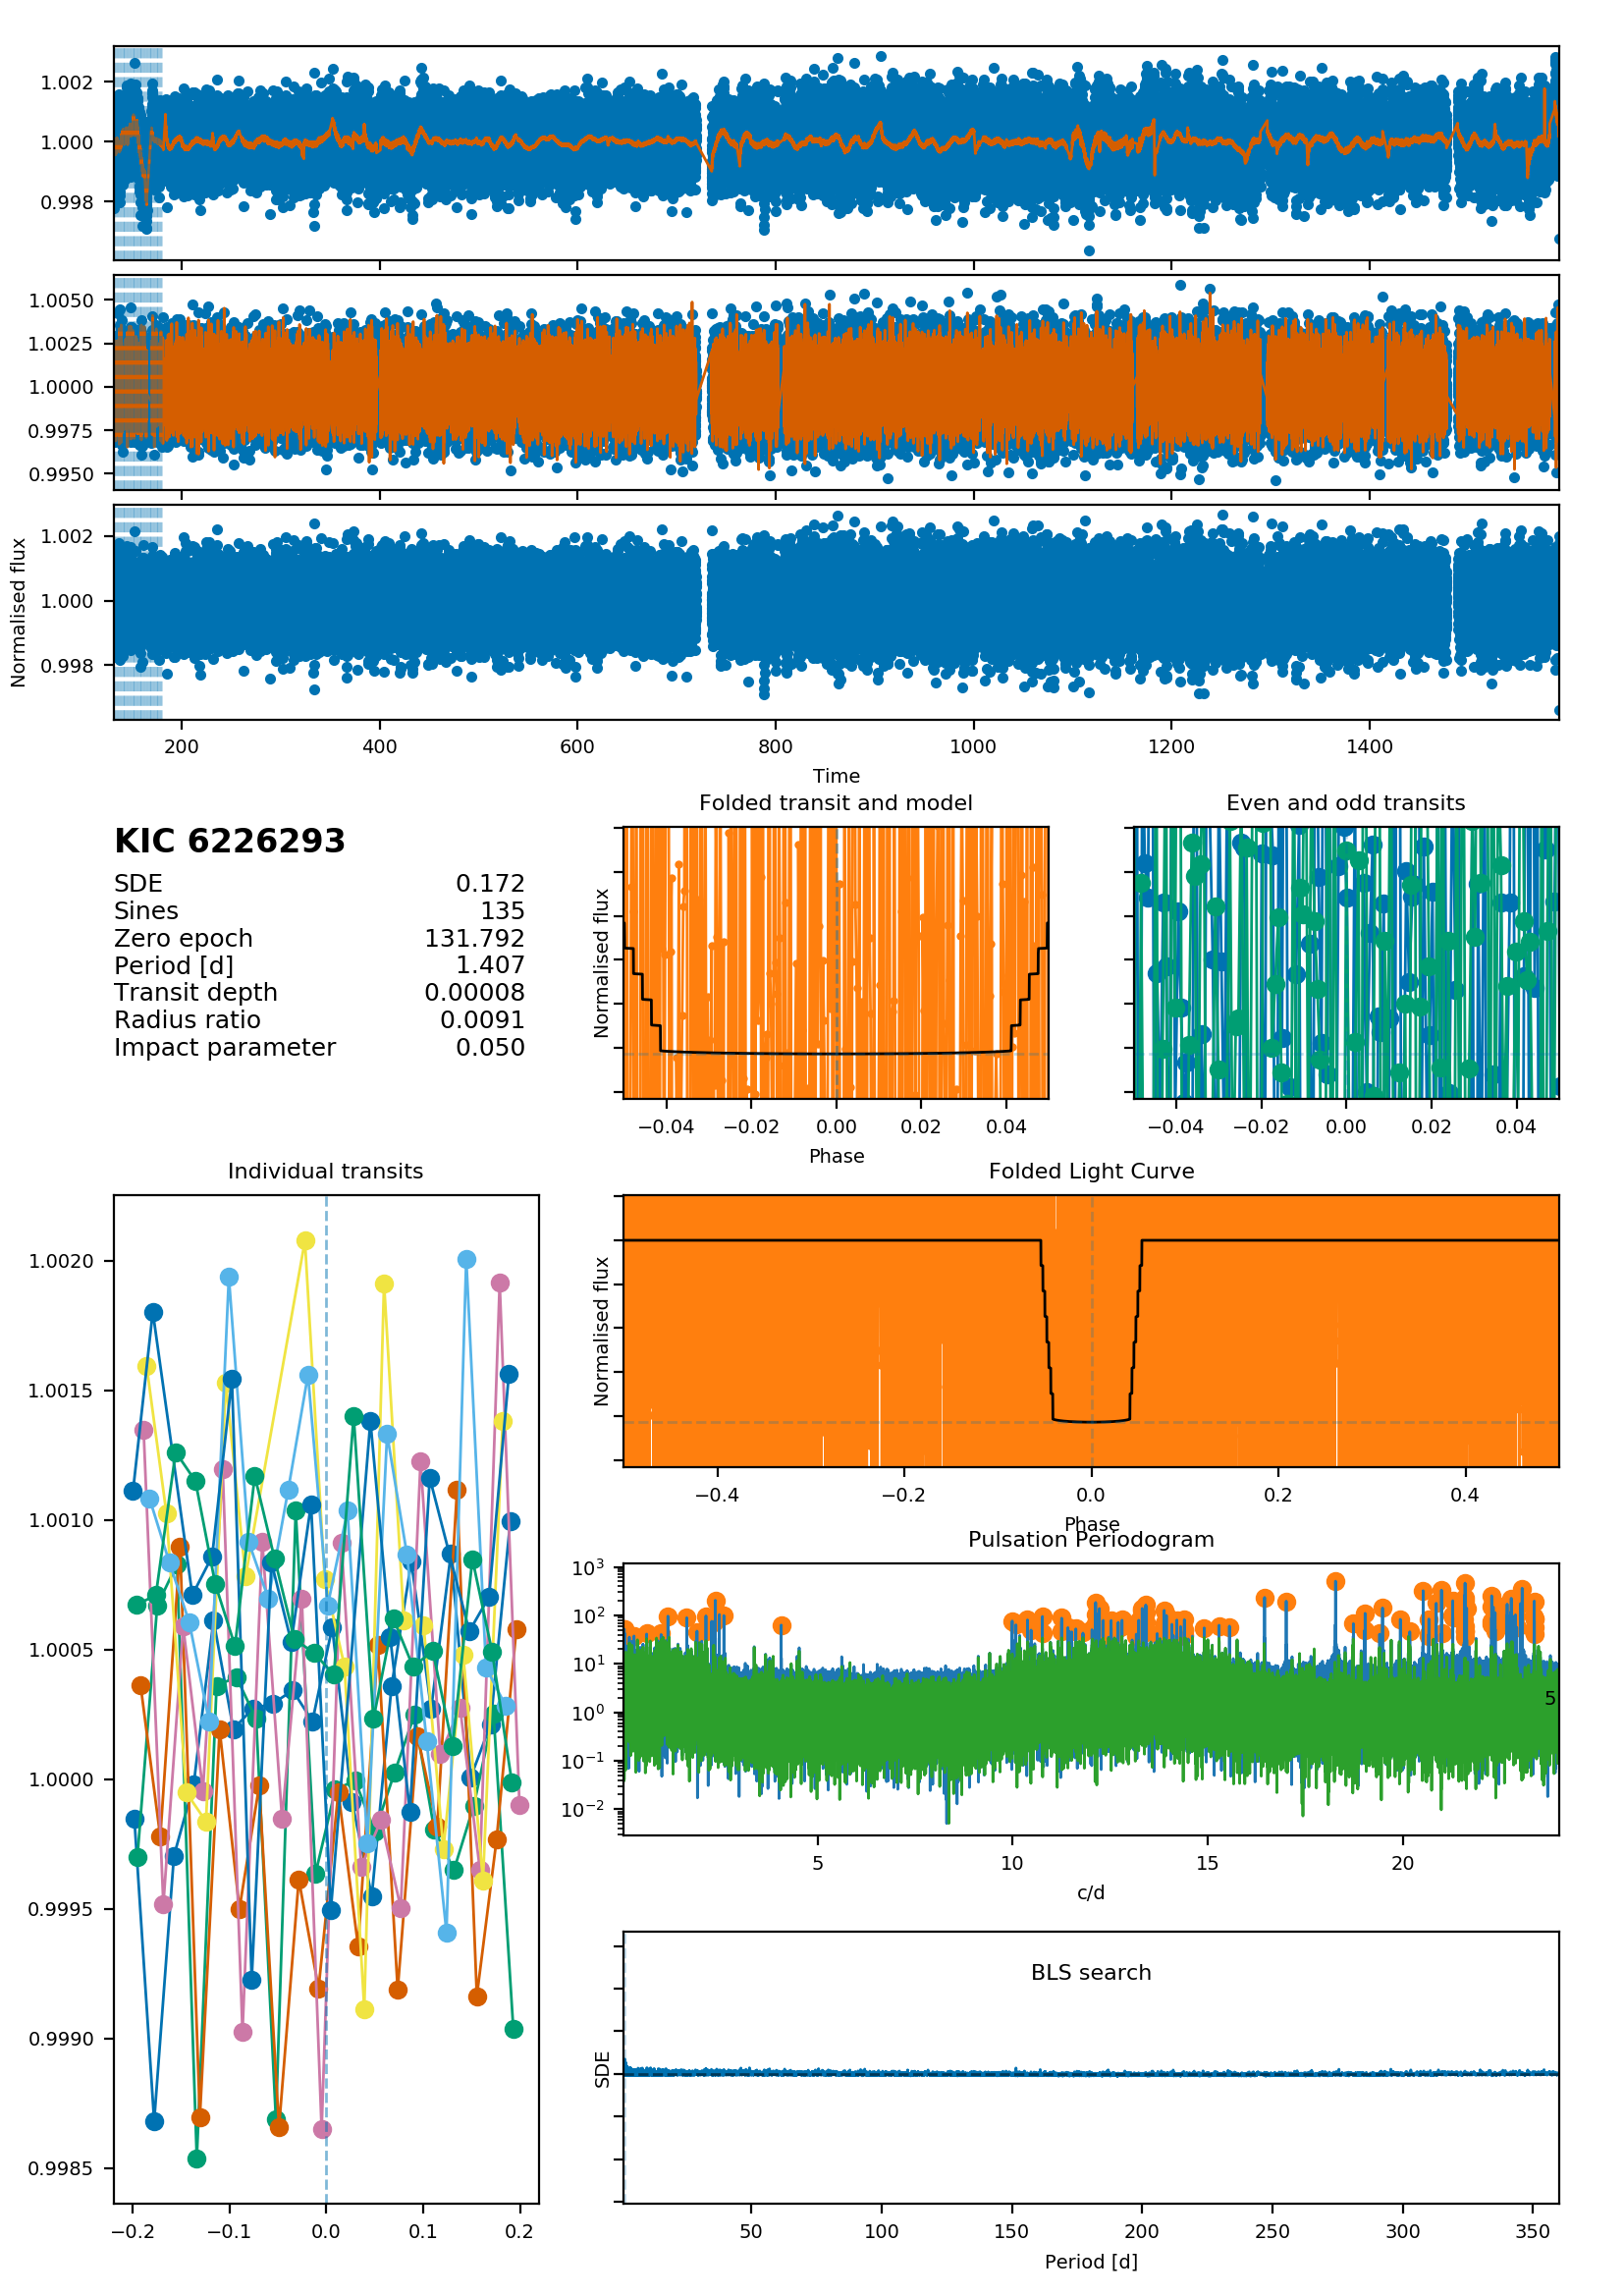 1.002
1.000
0.998
1.0050
1.0025
1.0000
0.9975
0.9950
1.002
1.000
0.998
Normalised flux
200 400 600 800 1000 1200 1400
Time
KIC 6226293
SDE 0.172
Sines 135
Zero epoch 131.792
Period [d] 1.407
Transit depth 0.00008
Radius ratio 0.0091
Impact parameter 0.050
Folded transit and model
Normalised flux
−0.04 −0.02 0.00 0.02 0.04
Phase
Even and odd transits
−0.04 −0.02 0.00 0.02 0.04
Individual transits
1.0020
1.0015
1.0010
1.0005
1.0000
0.9995
0.9990
0.9985
−0.2 −0.1 0.0 0.1 0.2
Folded Light Curve
Normalised flux
−0.4 −0.2 0.0 0.2 0.4
Phase
Pulsation Periodogram
10³
10²
10¹
10⁰
10⁻¹
10⁻²
5
5 10 15 20
c/d
BLS search
SDE
50 100 150 200 250 300 350
Period [d]